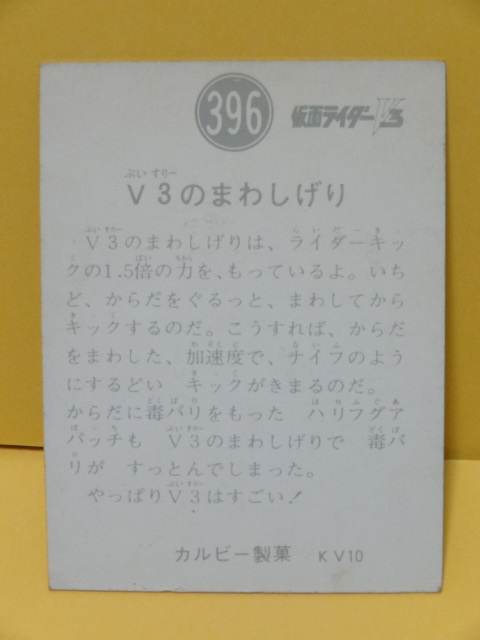 396 仮面ライダーV3
ぶい すりー
V3のまわしげり
V3のまわしげりは、ライダーキッ
クの1.5倍の力を、もっているよ。いち
ど、からだをぐるっと、まわしてから
キックするのだ。こうすれば、からだ
をまわした、加速度で、ナイフのよう
にするどい キックがきまるのだ。
からだに毒バリをもった ハリフグア
パッチも V3のまわしげりで 毒バ
リが すっとんでしまった。
やっぱりV3はすごい!
カルビー製菓 KV10